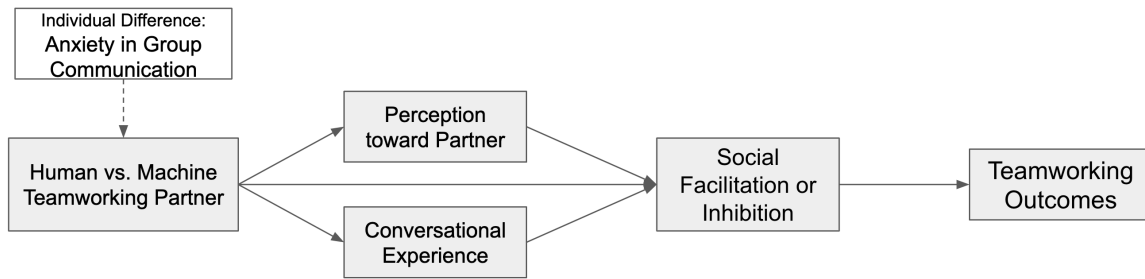 Individual Difference:
Anxiety in Group
Communication
Human vs. Machine
Teamworking Partner
Perception
toward Partner
Conversational
Experience
Social
Facilitation or
Inhibition
Teamworking
Outcomes